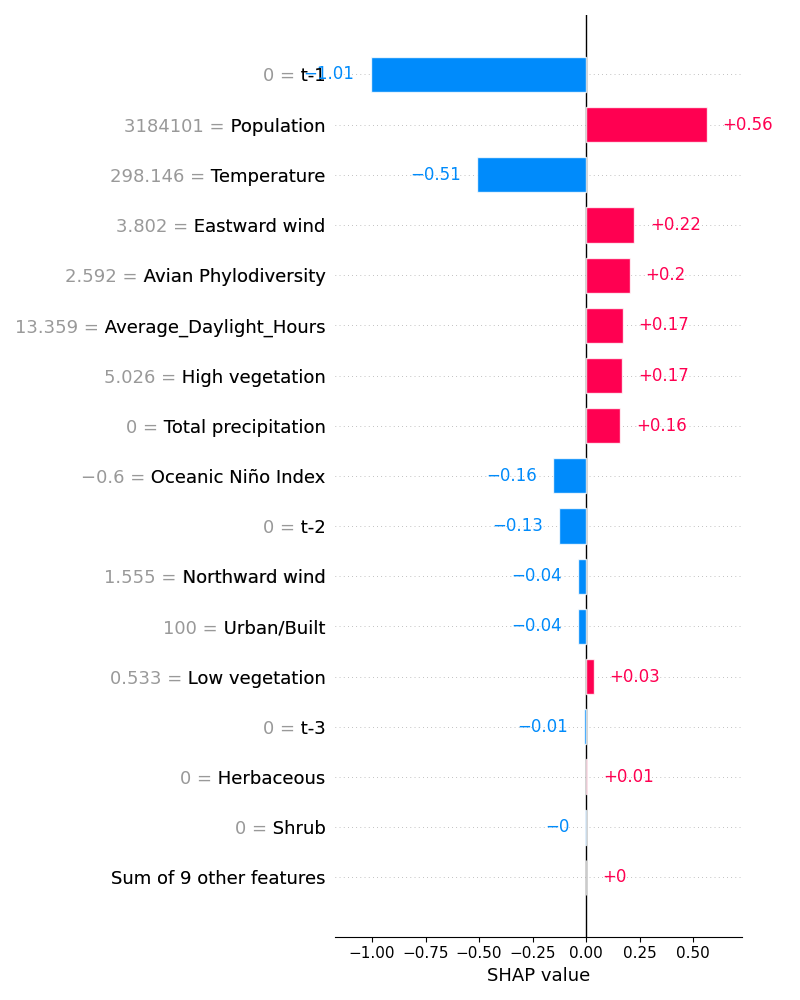 0 = t-1 −1.01
3184101 = Population +0.56
298.146 = Temperature −0.51
3.802 = Eastward wind +0.22
2.592 = Avian Phylodiversity +0.2
13.359 = Average_Daylight_Hours +0.17
5.026 = High vegetation +0.17
0 = Total precipitation +0.16
−0.6 = Oceanic Niño Index −0.16
0 = t-2 −0.13
1.555 = Northward wind −0.04
100 = Urban/Built −0.04
0.533 = Low vegetation +0.03
0 = t-3 −0.01
0 = Herbaceous +0.01
0 = Shrub −0
Sum of 9 other features +0
−1.00 −0.75 −0.50 −0.25 0.00 0.25 0.50
SHAP value